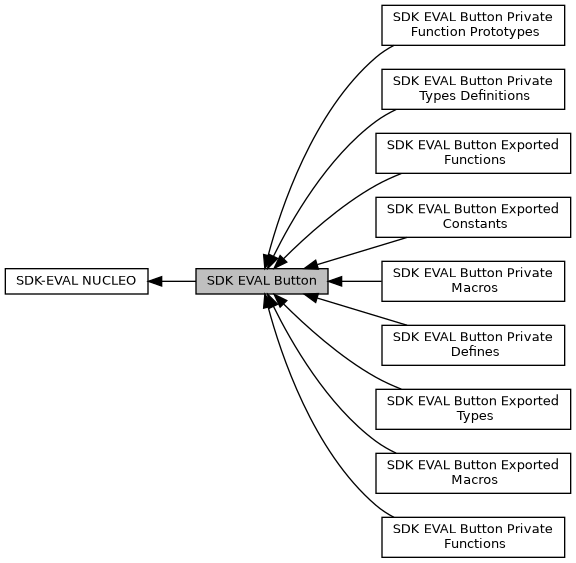 SDK EVAL Button Private
Function Prototypes
SDK EVAL Button Private
Types Definitions
SDK EVAL Button Exported
Functions
SDK EVAL Button Exported
Constants
SDK-EVAL NUCLEO
SDK EVAL Button
SDK EVAL Button Private
Macros
SDK EVAL Button Private
Defines
SDK EVAL Button Exported
Types
SDK EVAL Button Exported
Macros
SDK EVAL Button Private
Functions